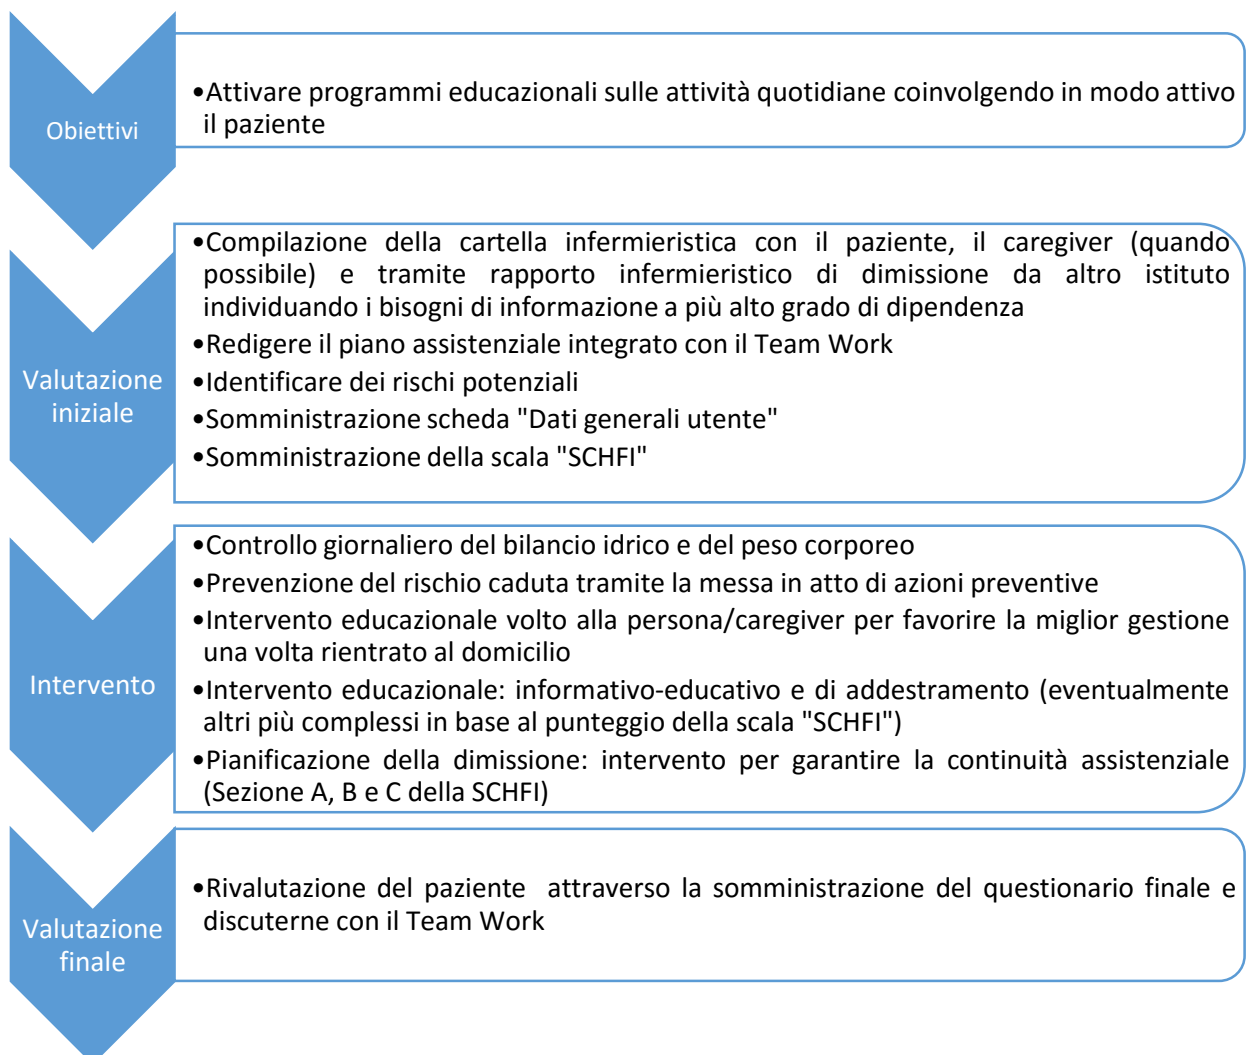 Obiettivi
•Attivare programmi educazionali sulle attività quotidiane coinvolgendo in modo attivo
il paziente
Valutazione
iniziale
•Compilazione della cartella infermieristica con il paziente, il caregiver (quando
possibile) e tramite rapporto infermieristico di dimissione da altro istituto
individuando i bisogni di informazione a più alto grado di dipendenza
•Redigere il piano assistenziale integrato con il Team Work
•Identificare dei rischi potenziali
•Somministrazione scheda "Dati generali utente"
•Somministrazione della scala "SCHFI"
Intervento
•Controllo giornaliero del bilancio idrico e del peso corporeo
•Prevenzione del rischio caduta tramite la messa in atto di azioni preventive
•Intervento educazionale volto alla persona/caregiver per favorire la miglior gestione
una volta rientrato al domicilio
•Intervento educazionale: informativo-educativo e di addestramento (eventualmente
altri più complessi in base al punteggio della scala "SCHFI")
•Pianificazione della dimissione: intervento per garantire la continuità assistenziale
(Sezione A, B e C della SCHFI)
Valutazione
finale
•Rivalutazione del paziente attraverso la somministrazione del questionario finale e
discuterne con il Team Work